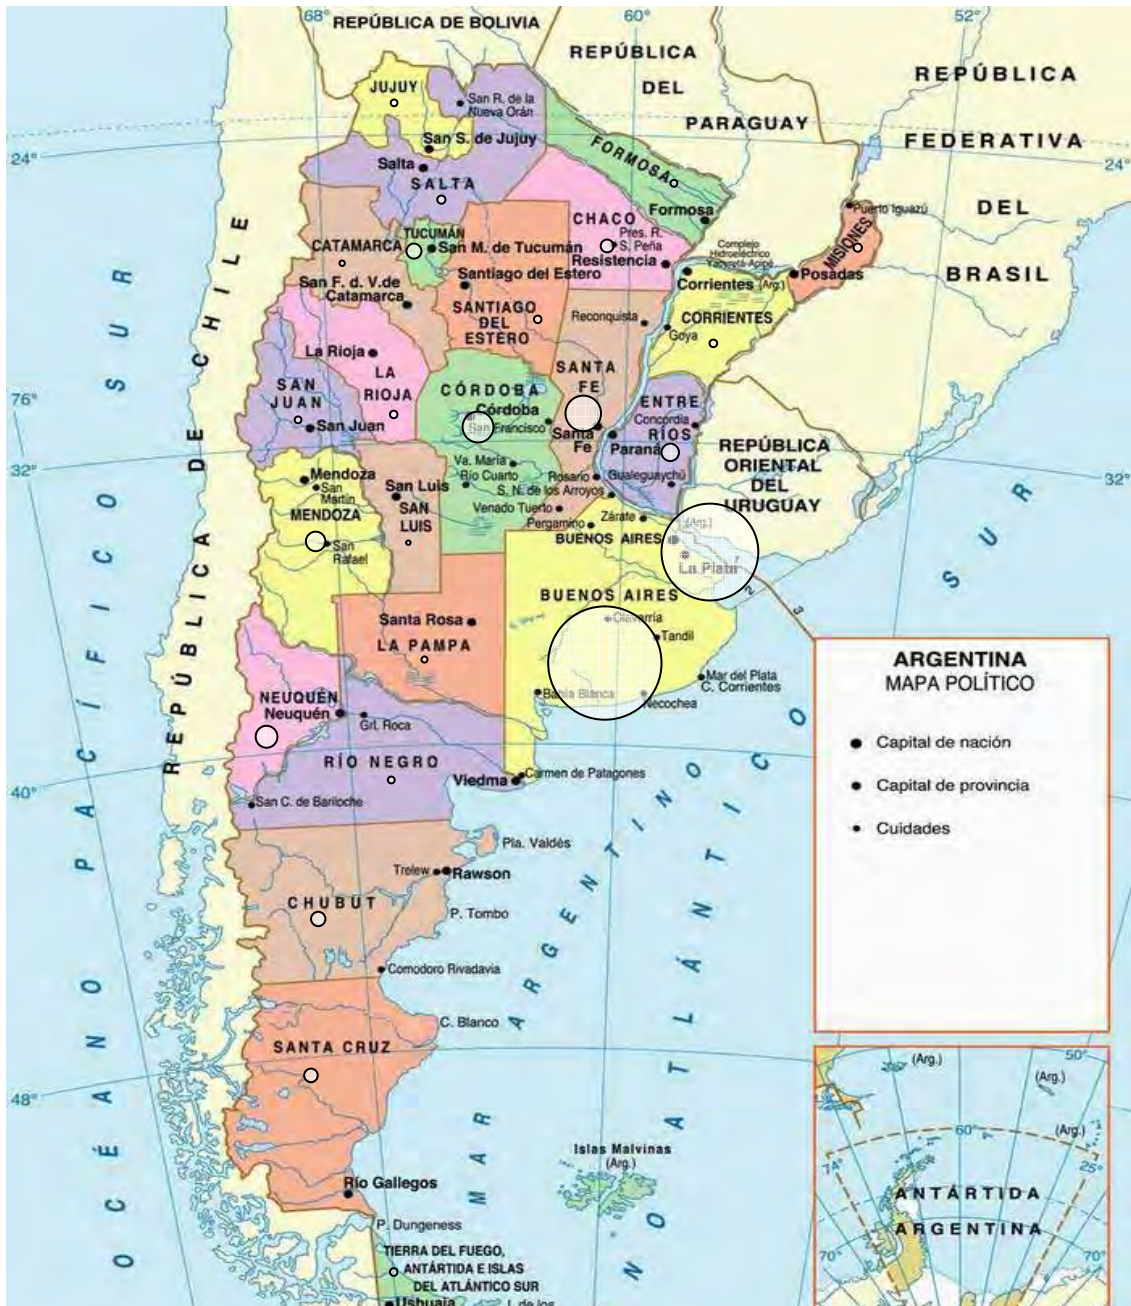 68°
60°
52°
REPÚBLICA DE BOLIVIA
REPÚBLICA
DEL
PARAGUAY
REPÚBLICA
FEDERATIVA
DEL
BRASIL
24°
24°
JUJUY
San R. de la
Nueva Orán
San S. de Jujuy
Salta
SALTA
FORMOSA
Formosa
CHACO
Pres. R.
S. Peña
Resistencia
Puerto Iguazú
MISIONES
Posadas
Complejo
Hidroeléctrico
Yacyretá-Apipé
(Arg.)
TUCUMÁN
San M. de Tucumán
CATAMARCA
San F. d. V.de
Catamarca
Santiago del Estero
SANTIAGO
DEL
ESTERO
Corrientes
CORRIENTES
Reconquista
Goya
La Rioja
LA
RIOJA
SAN
JUAN
San Juan
CÓRDOBA
Córdoba
San Francisco
SANTA
FE
Santa
Fe
ENTRE
RÍOS
Concordia
Paraná
Gualeguaychú
REPÚBLICA
ORIENTAL
DEL
URUGUAY
76°
32°
32°
Mendoza
San
Martín
MENDOZA
San
Rafael
San Luis
SAN
LUIS
Va. María
Río Cuarto
Rosario
S. N. de los Arroyos
Venado Tuerto
Pergamino
Zárate
BUENOS AIRES
La Plata
BUENOS AIRES
Olavarría
Tandil
Mar del Plata
C. Corrientes
Necochea
Bahía Blanca
2
3
Santa Rosa
LA PAMPA
NEUQUÉN
Neuquén
Grl. Roca
RÍO NEGRO
Viedma
Carmen de Patagones
San C. de Bariloche
40°
Pla. Valdés
Trelew
Rawson
CHUBUT
P. Tombo
Comodoro Rivadavia
C. Blanco
SANTA CRUZ
48°
Río Gallegos
P. Dungeness
Islas Malvinas
(Arg.)
TIERRA DEL FUEGO,
ANTÁRTIDA E ISLAS
DEL ATLÁNTICO SUR
Ushuaia
I. de los
OCÉANO PACÍFICO SUR
REPÚBLICA DE CHILE
MAR ARGENTINO
NO ATLÁNTICO SUR
ARGENTINA
MAPA POLÍTICO
Capital de nación
Capital de provincia
Cuidades
(Arg.)
50°
(Arg.)
60°
(Arg.)
74°
25°
ANTÁRTIDA
ARGENTINA
70°
70°